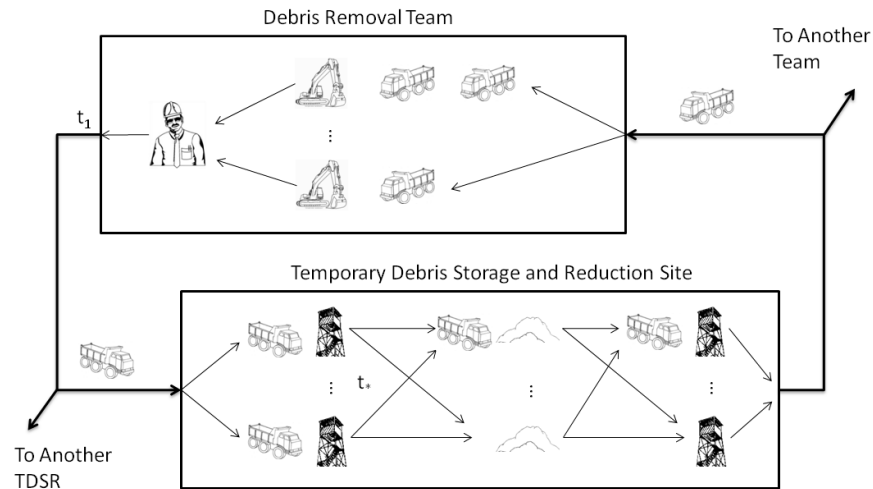 Debris Removal Team
To Another
Team
t₁
Temporary Debris Storage and Reduction Site
t*
To Another
TDSR